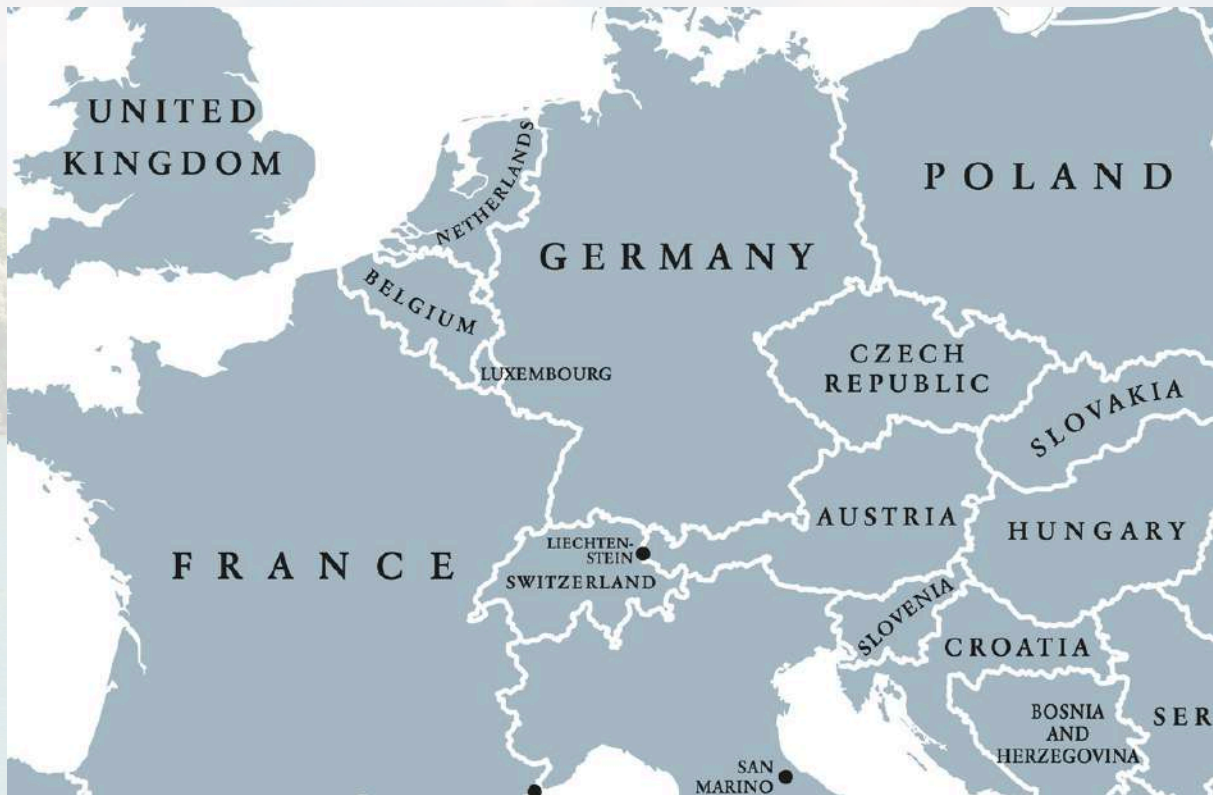 UNITED
KINGDOM
NETHERLANDS
POLAND
GERMANY
BELGIUM
LUXEMBOURG
CZECH
REPUBLIC
SLOVAKIA
AUSTRIA
HUNGARY
FRANCE
LIECHTEN-
STEIN
SWITZERLAND
SLOVENIA
CROATIA
BOSNIA
AND
HERZEGOVINA
SER
SAN
MARINO